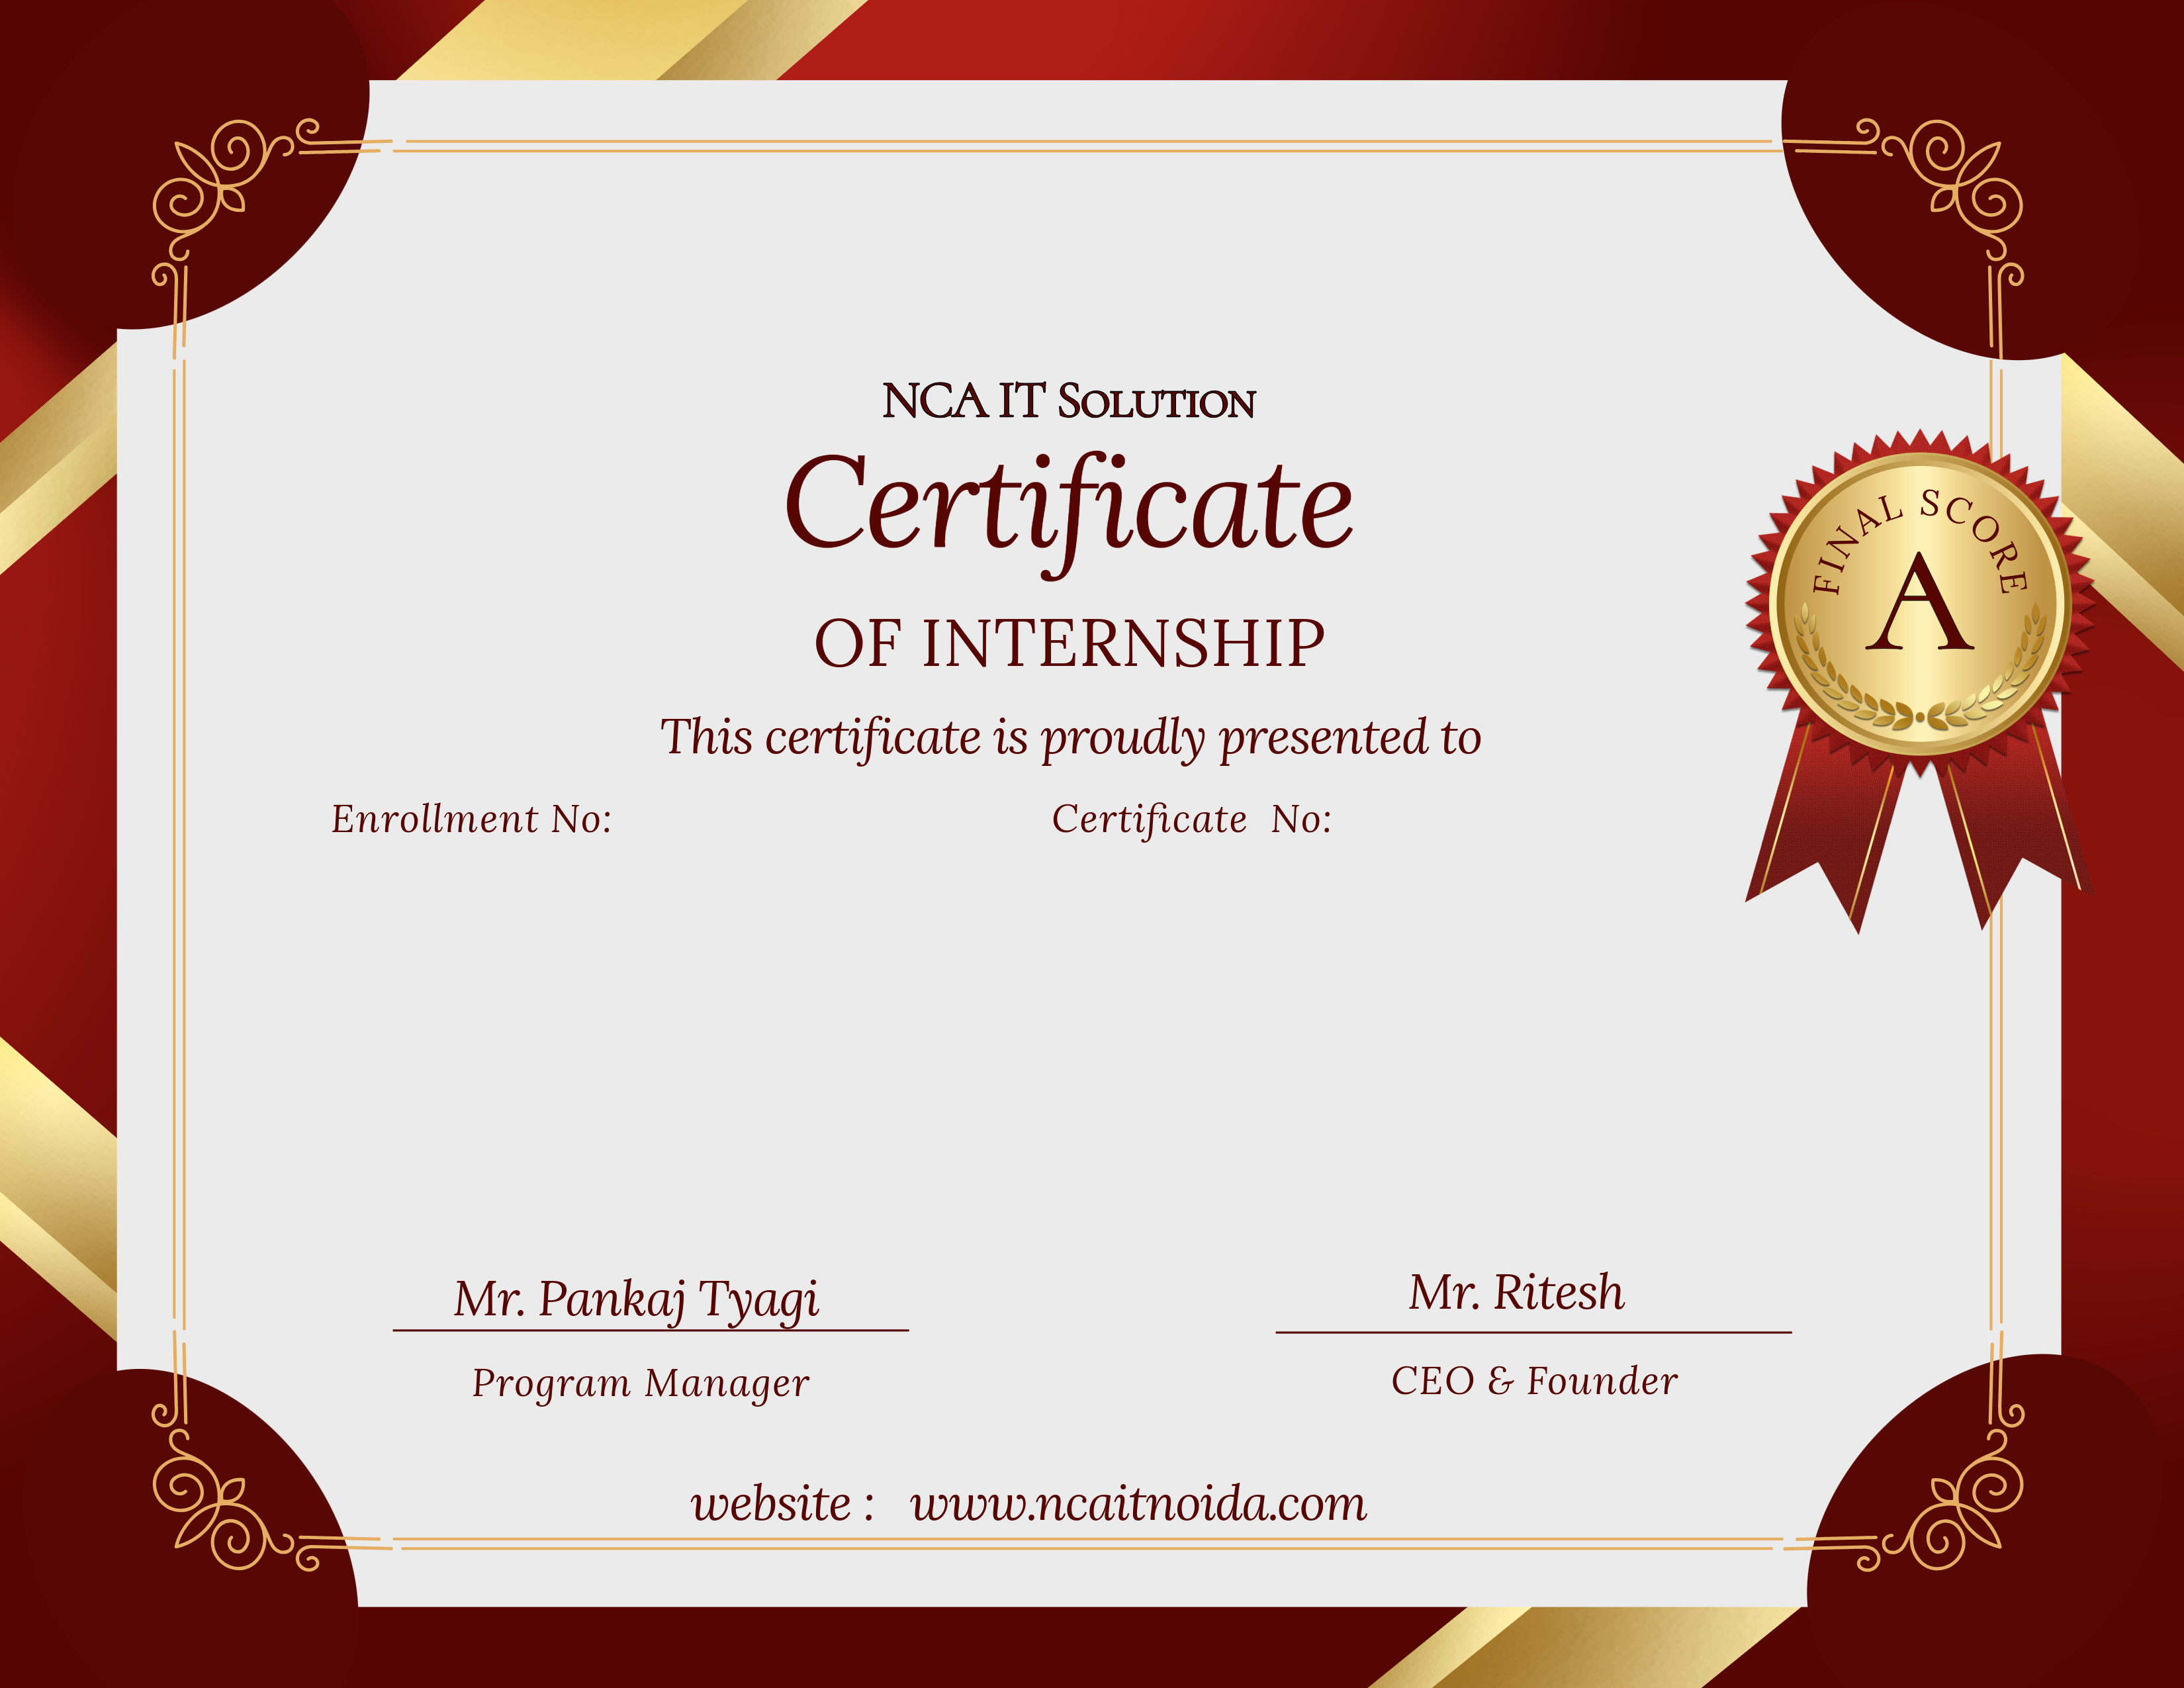 NCA IT Solution
Certificate
OF INTERNSHIP
FINAL SCORE
A
This certificate is proudly presented to
Enrollment No: Certificate No:
Mr. Pankaj Tyagi Mr. Ritesh
Program Manager CEO & Founder
website : www.ncaitnoida.com